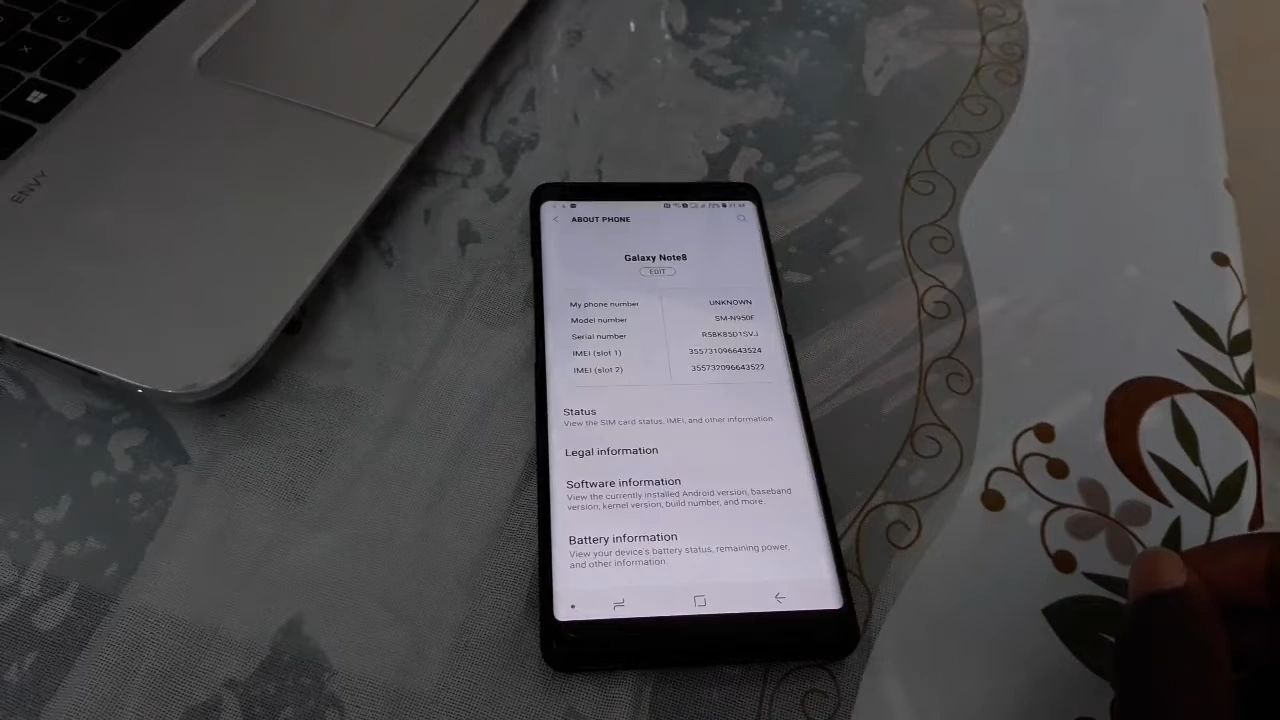 ENVY
ABOUT PHONE
Galaxy Note8
EDIT
My phone number UNKNOWN
Model number SM-N950F
Serial number R58K85D1SVJ
IMEI (slot 1) 355731096643524
IMEI (slot 2) 355732096643522
Status
View the SIM card status, IMEI, and other information.
Legal information
Software information
View the currently installed Android version, baseband
version, kernel version, build number, and more.
Battery information
View your device's battery status, remaining power,
and other information.